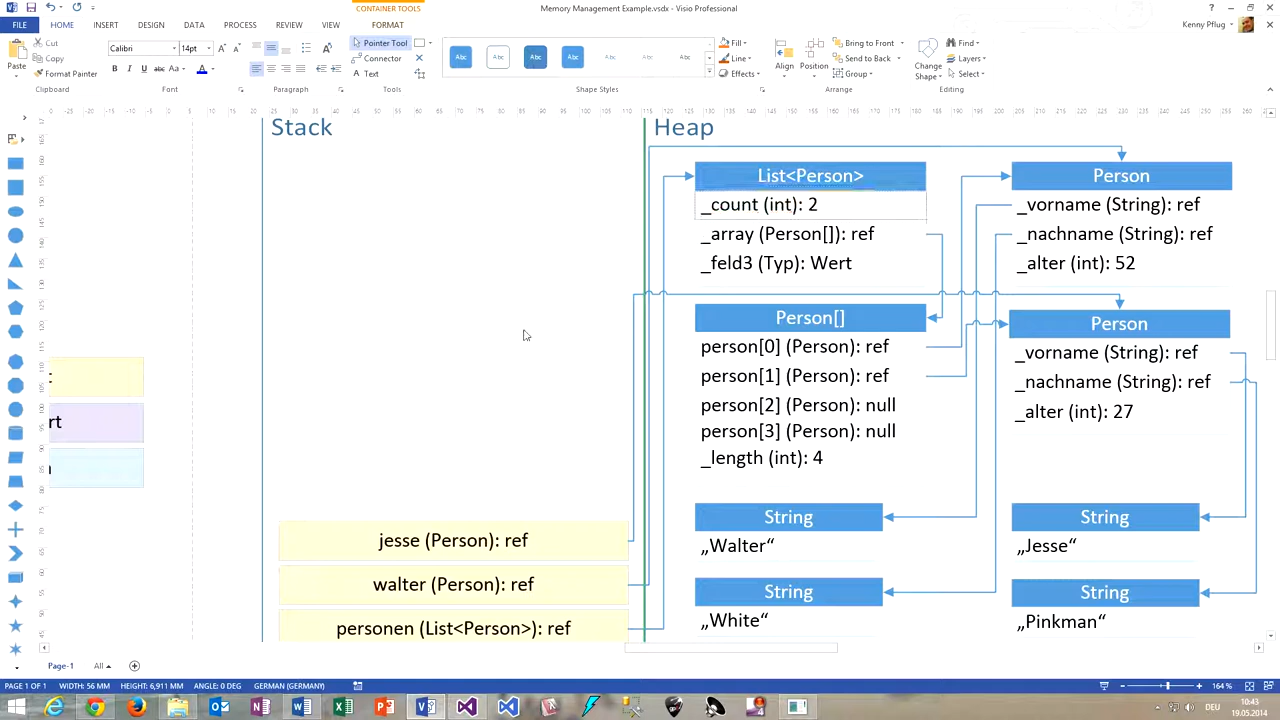 CONTAINER TOOLS
Memory Management Example.vsdx - Visio Professional
FILE HOME INSERT DESIGN DATA PROCESS REVIEW VIEW FORMAT
Kenny Pflug
Paste
Cut
Copy
Format Painter
Clipboard
Calibri 14pt
Font
Paragraph
Pointer Tool
Connector
Text
Tools
Abc Abc Abc Abc Abc Abc Abc
Shape Styles
Fill
Line
Effects
Align
Position
Bring to Front
Send to Back
Group
Arrange
Change
Shape
Find
Layers
Select
Editing
Stack
Heap
List<Person>
_count (int): 2
_array (Person[]): ref
_feld3 (Typ): Wert
Person
_vorname (String): ref
_nachname (String): ref
_alter (int): 52
Person[]
person[0] (Person): ref
person[1] (Person): ref
person[2] (Person): null
person[3] (Person): null
_length (int): 4
Person
_vorname (String): ref
_nachname (String): ref
_alter (int): 27
rt
jesse (Person): ref
walter (Person): ref
personen (List<Person>): ref
String
„Walter“
String
„Jesse“
String
„White“
String
„Pinkman“
Page-1 All
PAGE 1 OF 1 WIDTH: 56 MM HEIGHT: 6,911 MM ANGLE: 0 DEG GERMAN (GERMANY)
164 %
DEU
10:43
19.05.2014